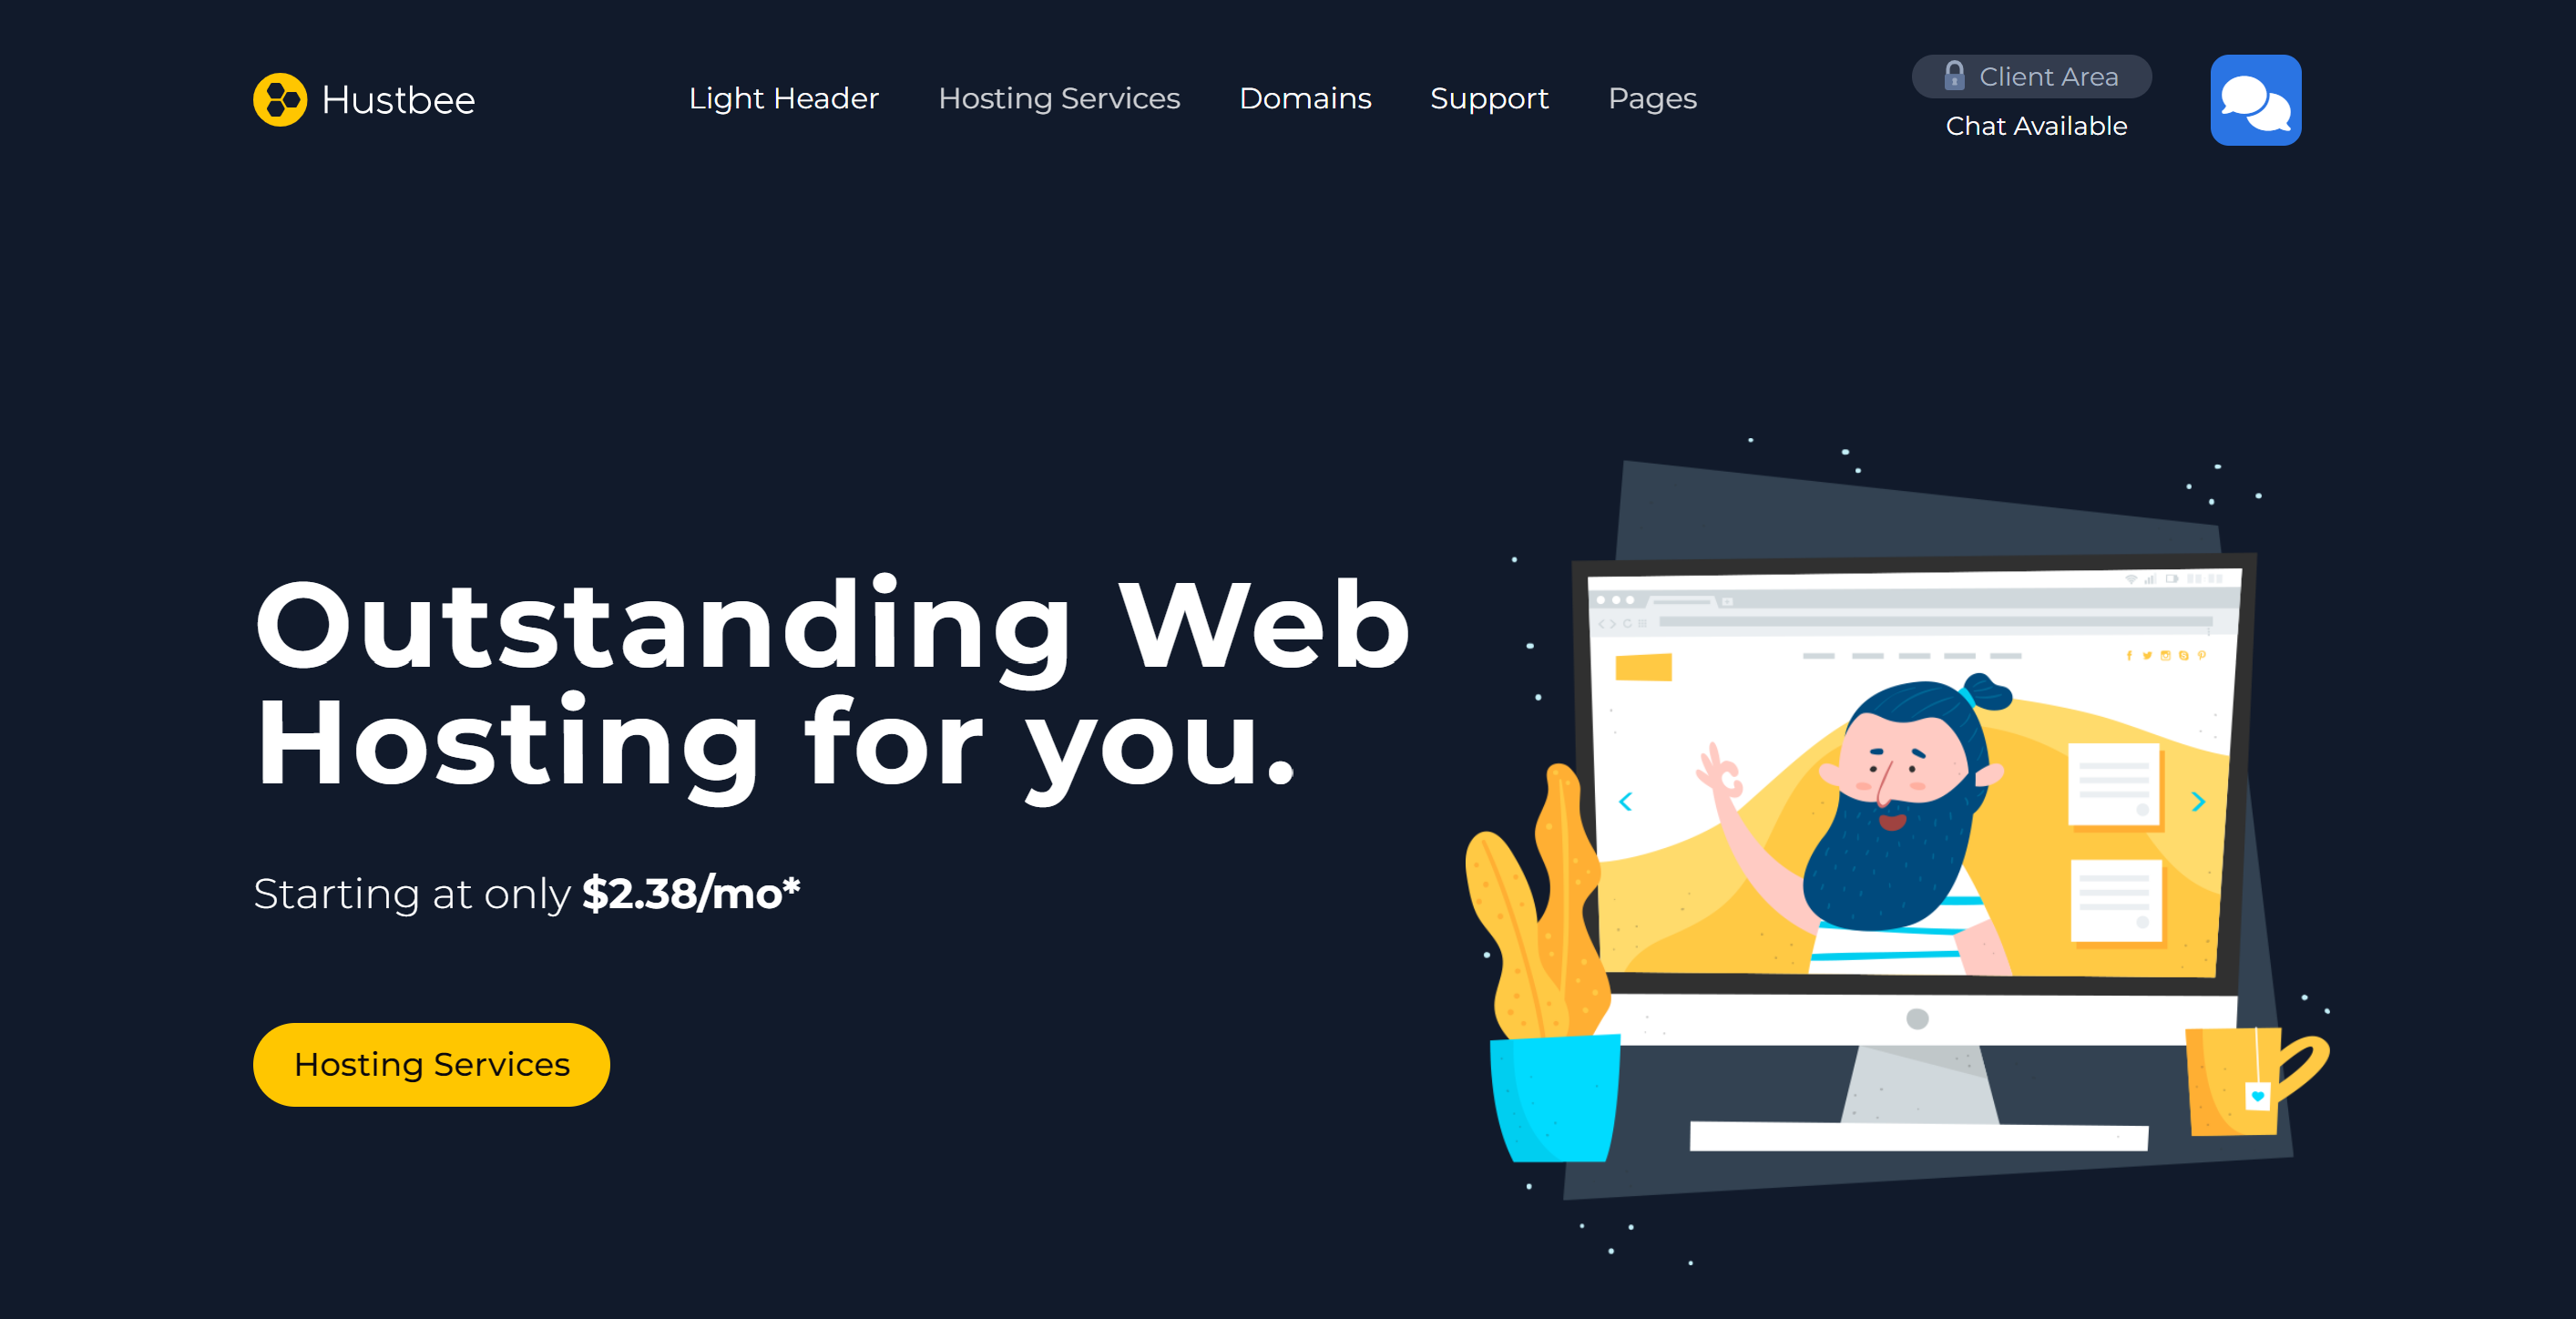 Hustbee
Light Header
Hosting Services
Domains
Support
Pages
Client Area
Chat Available
Outstanding Web
Hosting for you.
Starting at only $2.38/mo*
Hosting Services